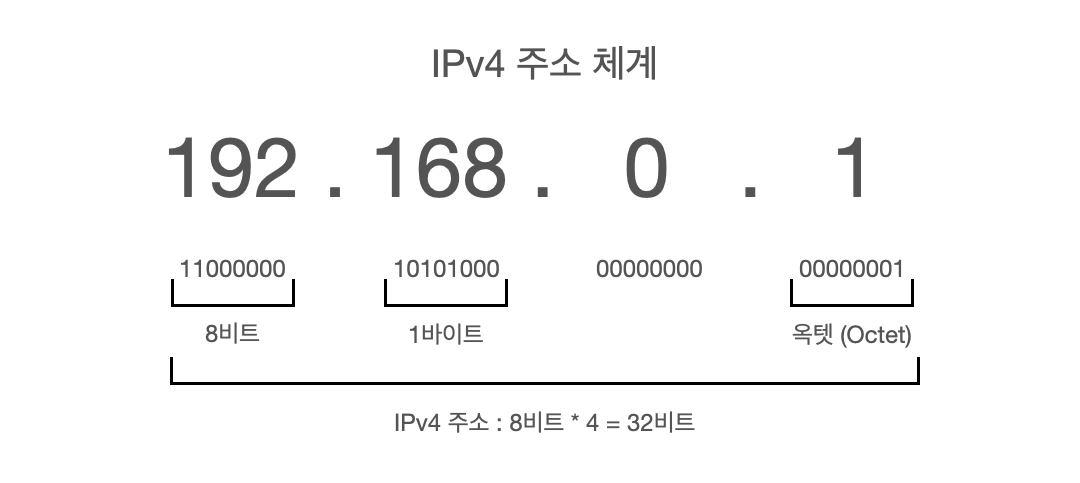 IPv4 주소 체계
192 . 168 . 0 . 1
11000000 10101000 00000000 00000001
8비트 1바이트 옥텟 (Octet)
IPv4 주소 : 8비트 * 4 = 32비트